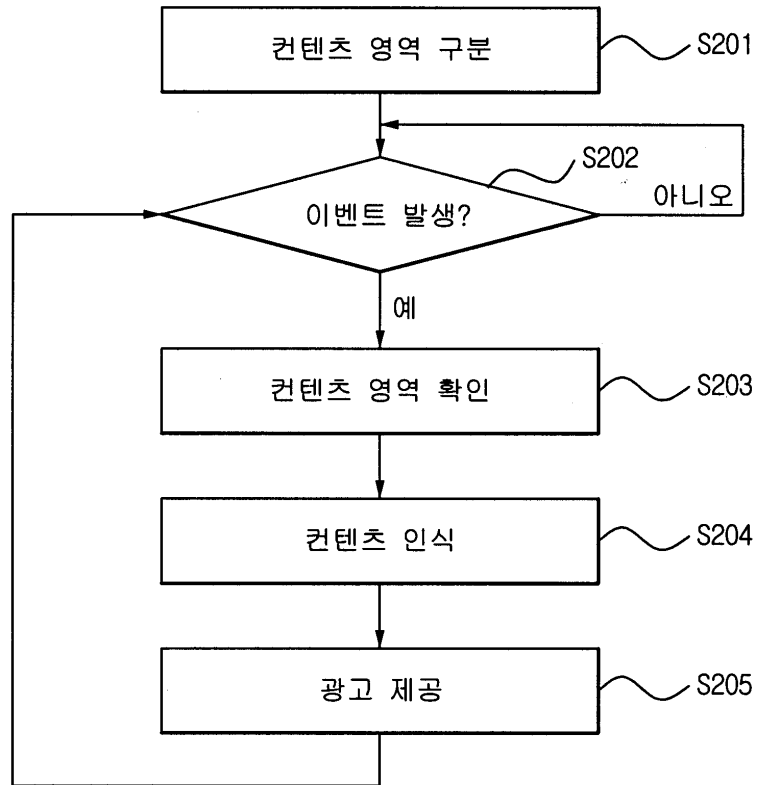 컨텐츠 영역 구분
S201
S202
이벤트 발생?
아니오
예
컨텐츠 영역 확인
S203
컨텐츠 인식
S204
광고 제공
S205